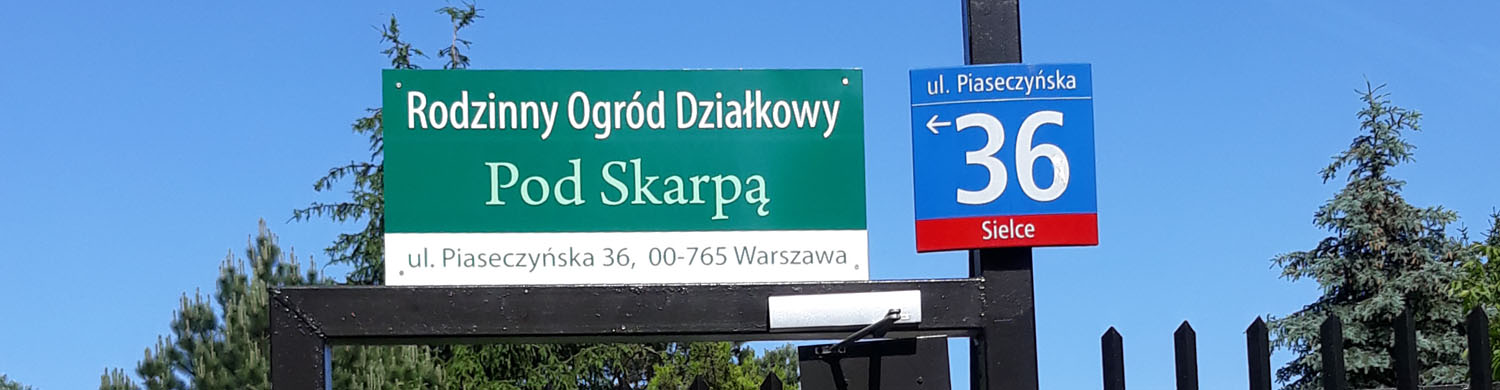 Rodzinny Ogród Działkowy
Pod Skarpą
ul. Piaseczyńska 36, 00-765 Warszawa
ul. Piaseczyńska
← 36
Sielce